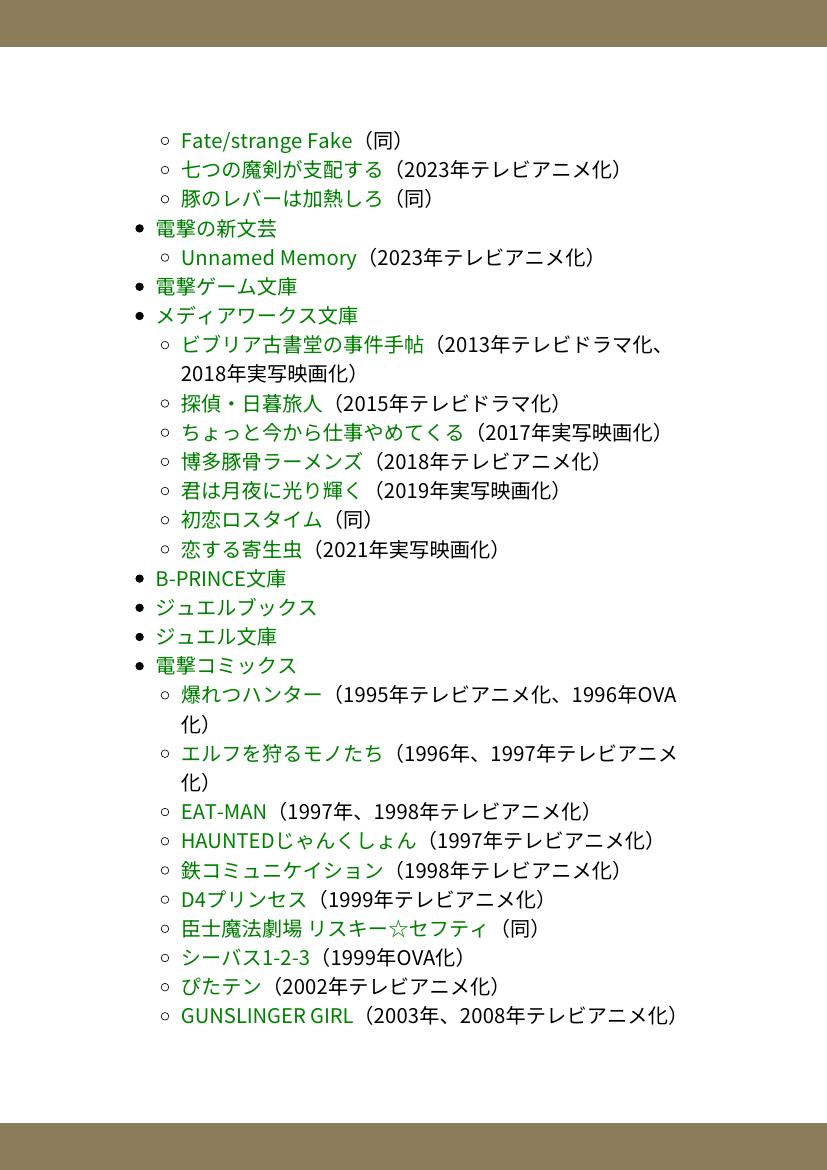 Fate/strange Fake（同）
七つの魔剣が支配する（2023年テレビアニメ化）
豚のレバーは加熱しろ（同）
電撃の新文芸
Unnamed Memory（2023年テレビアニメ化）
電撃ゲーム文庫
メディアワークス文庫
ビブリア古書堂の事件手帖（2013年テレビドラマ化、
2018年実写映画化）
探偵・日暮旅人（2015年テレビドラマ化）
ちょっと今から仕事やめてくる（2017年実写映画化）
博多豚骨ラーメンズ（2018年テレビアニメ化）
君は月夜に光り輝く（2019年実写映画化）
初恋ロスタイム（同）
恋する寄生虫（2021年実写映画化）
B-PRINCE文庫
ジュエルブックス
ジュエル文庫
電撃コミックス
爆れつハンター（1995年テレビアニメ化、1996年OVA
化）
エルフを狩るモノたち（1996年、1997年テレビアニメ
化）
EAT-MAN（1997年、1998年テレビアニメ化）
HAUNTEDじゃんくしょん（1997年テレビアニメ化）
鉄コミュニケイション（1998年テレビアニメ化）
D4プリンセス（1999年テレビアニメ化）
臣士魔法劇場 リスキー☆セフティ（同）
シーバス1-2-3（1999年OVA化）
ぴたテン（2002年テレビアニメ化）
GUNSLINGER GIRL（2003年、2008年テレビアニメ化）